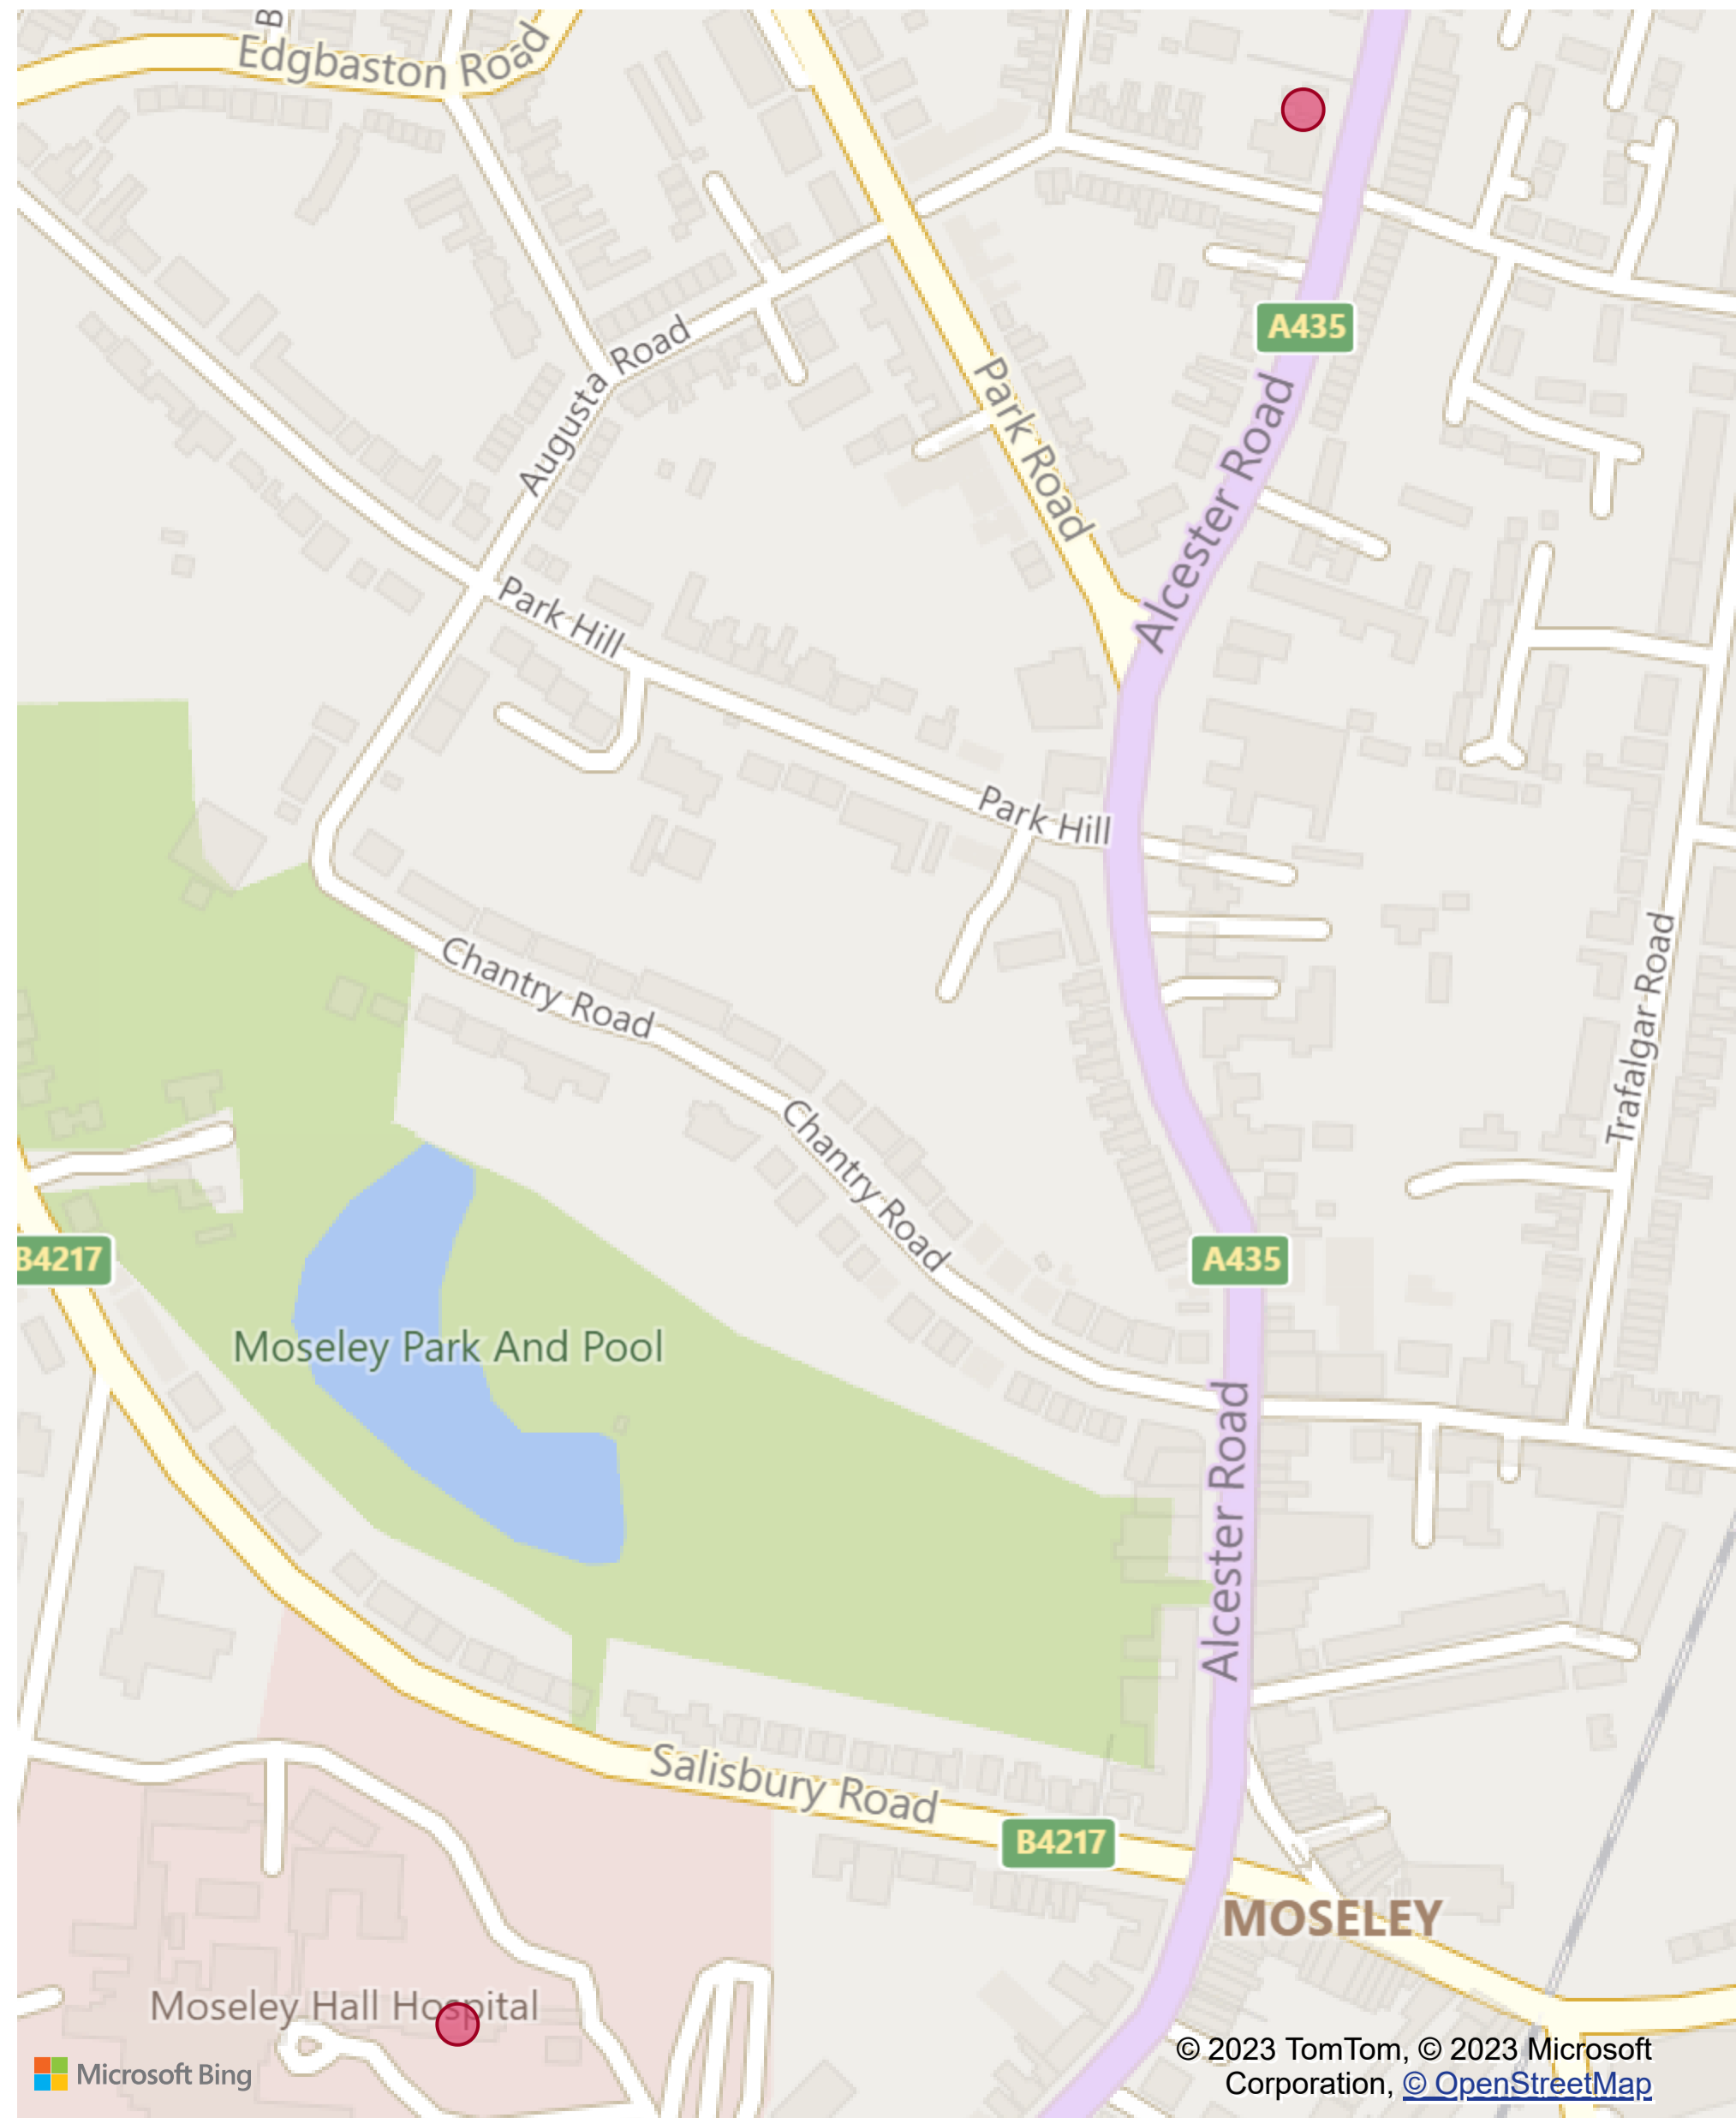 B
Edgbaston Road
A435
Augusta Road
Park Road
Alcester Road
Park Hill
Park Hill
Trafalgar Road
Chantry Road
Chantry Road
B4217
A435
Moseley Park And Pool
Alcester Road
Salisbury Road
B4217
MOSELEY
Moseley Hall Hospital
Microsoft Bing
© 2023 TomTom, © 2023 Microsoft
Corporation, © OpenStreetMap